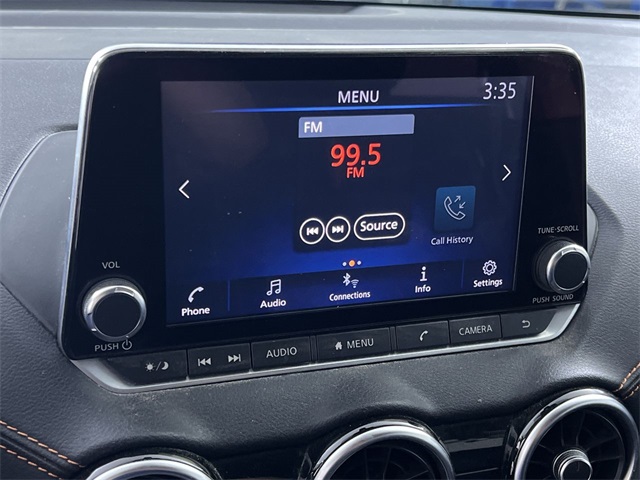 MENU
3:35
FM
99.5
FM
Source
Call History
Phone
Audio
Connections
Info
Settings
VOL
PUSH
TUNE·SCROLL
PUSH SOUND
AUDIO
MENU
CAMERA